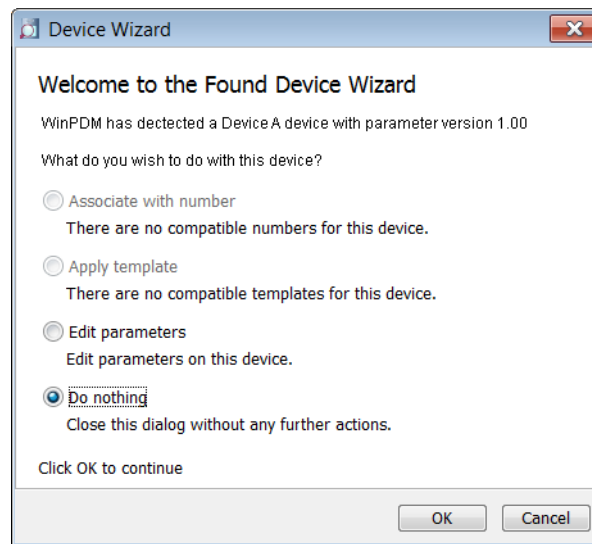 Device Wizard
Welcome to the Found Device Wizard
WinPDM has dectected a Device A device with parameter version 1.00
What do you wish to do with this device?
Associate with number
There are no compatible numbers for this device.
Apply template
There are no compatible templates for this device.
Edit parameters
Edit parameters on this device.
Do nothing
Close this dialog without any further actions.
Click OK to continue
OK Cancel